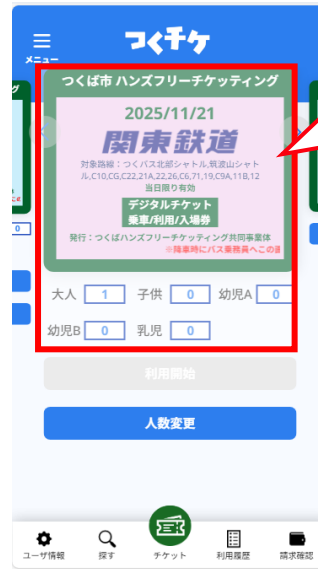 つくチケ
メニュー
つくば市 ハンズフリーチケッティング
2025/11/21
関東鉄道
対象路線：つくバス北部シャトル,筑波山シャト
ル,C10,CG,C22,21A,22,26,C6,71,19,C9A,11B,12
当日限り有効
デジタルチケット
乗車/利用/入場券
発行：つくばハンズフリーチケッティング共同事業体
※降車時にバス乗務員へこの画
大人 1 子供 0 幼児A 0
幼児B 0 乳児 0
0
利用開始
人数変更
ユーザ情報 探す チケット 利用履歴 請求確認